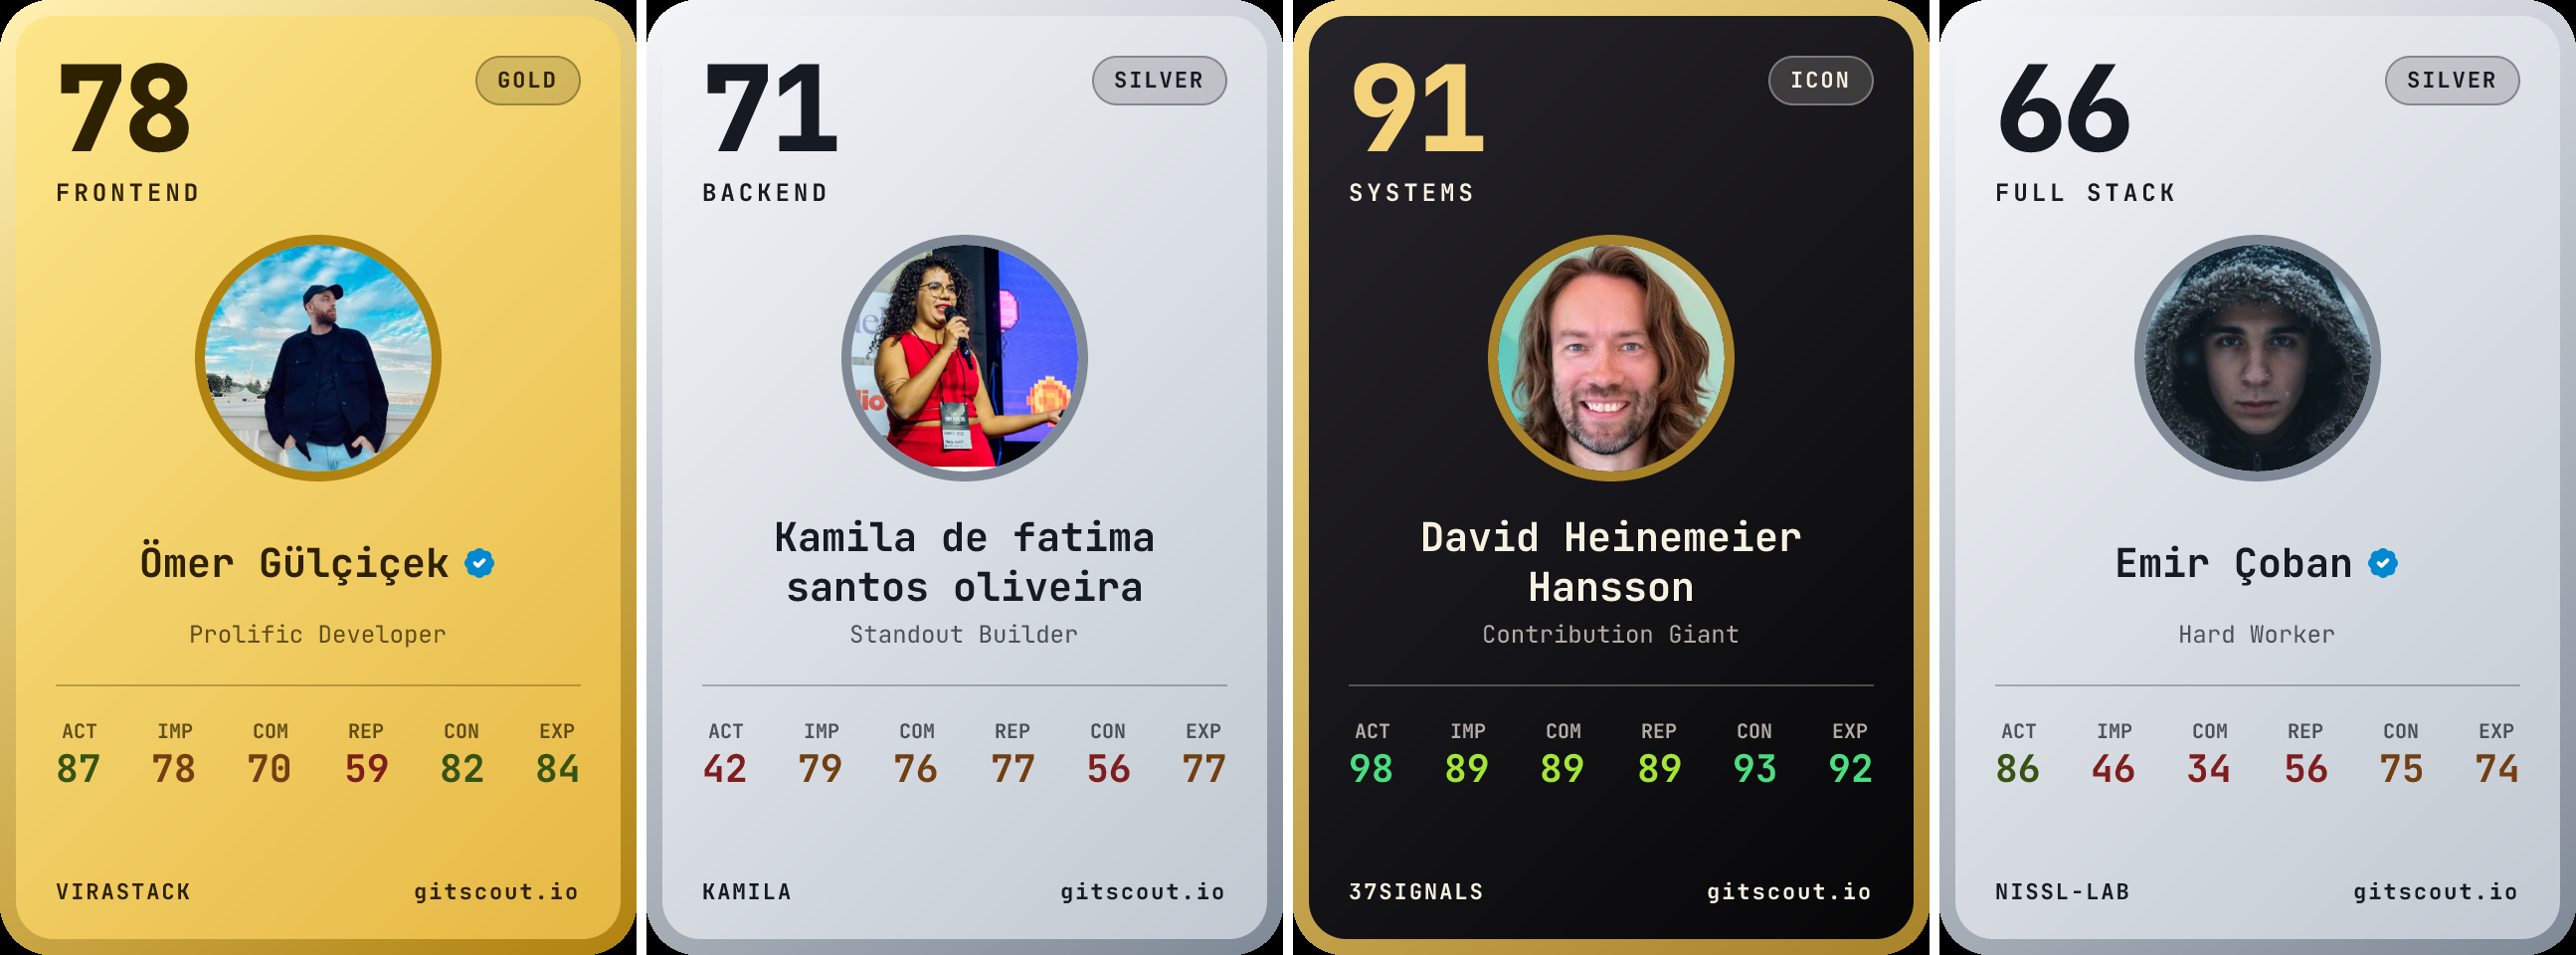 78
GOLD
FRONTEND
Ömer Gülçiçek
Prolific Developer
ACT IMP COM REP CON EXP
87 78 70 59 82 84
VIRASTACK gitscout.io
71
SILVER
BACKEND
Kamila de fatima
santos oliveira
Standout Builder
ACT IMP COM REP CON EXP
42 79 76 77 56 77
KAMILA gitscout.io
91
ICON
SYSTEMS
David Heinemeier
Hansson
Contribution Giant
ACT IMP COM REP CON EXP
98 89 89 89 93 92
37SIGNALS gitscout.io
66
SILVER
FULL STACK
Emir Çoban
Hard Worker
ACT IMP COM REP CON EXP
86 46 34 56 75 74
NISSL-LAB gitscout.io